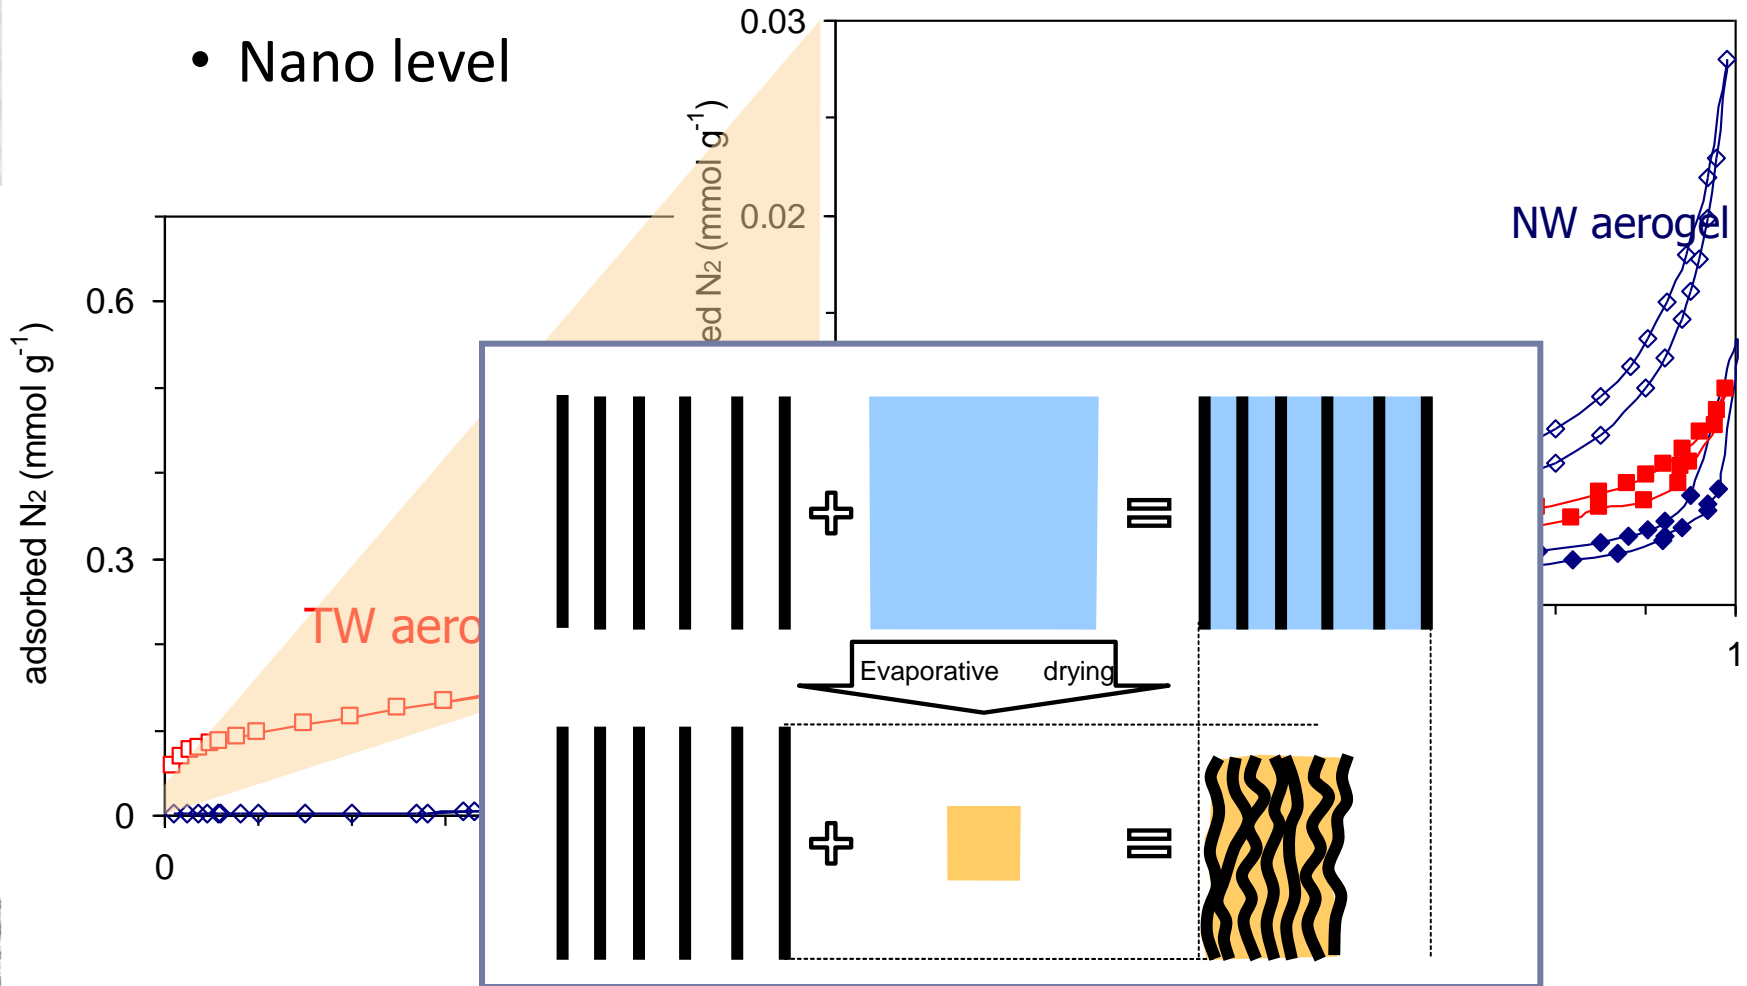 • Nano level
0.03
0.02
ed N2 (mmol g-1)
NW aerogel
0.6
0.3
0
adsorbed N2 (mmol g-1)
TW aero
0
1
Evaporative drying